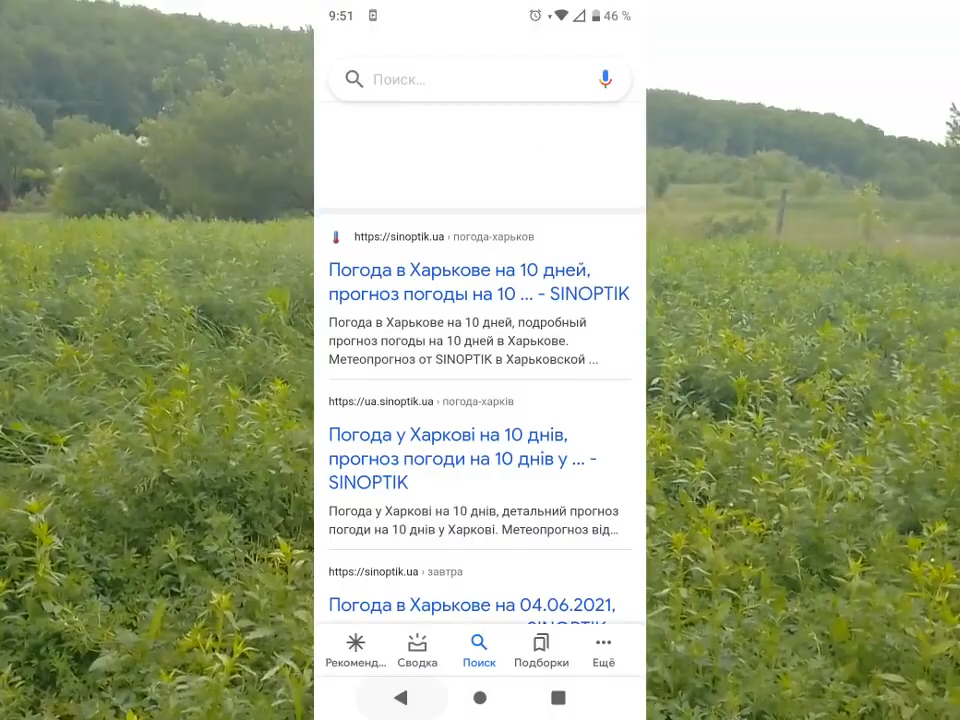 9:51 46 %
Поиск...
https://sinoptik.ua › погода-харьков
Погода в Харькове на 10 дней,
прогноз погоды на 10 ... - SINOPTIK
Погода в Харькове на 10 дней, подробный
прогноз погоды на 10 дней в Харькове.
Метеопрогноз от SINOPTIK в Харьковской ...
https://ua.sinoptik.ua › погода-харків
Погода у Харкові на 10 днів,
прогноз погоди на 10 днів у ... -
SINOPTIK
Погода у Харкові на 10 днів, детальний прогноз
погоди на 10 днів у Харкові. Метеопрогноз від...
https://sinoptik.ua › завтра
Погода в Харькове на 04.06.2021,
SINOPTIK
Рекоменд... Сводка Поиск Подборки Ещё